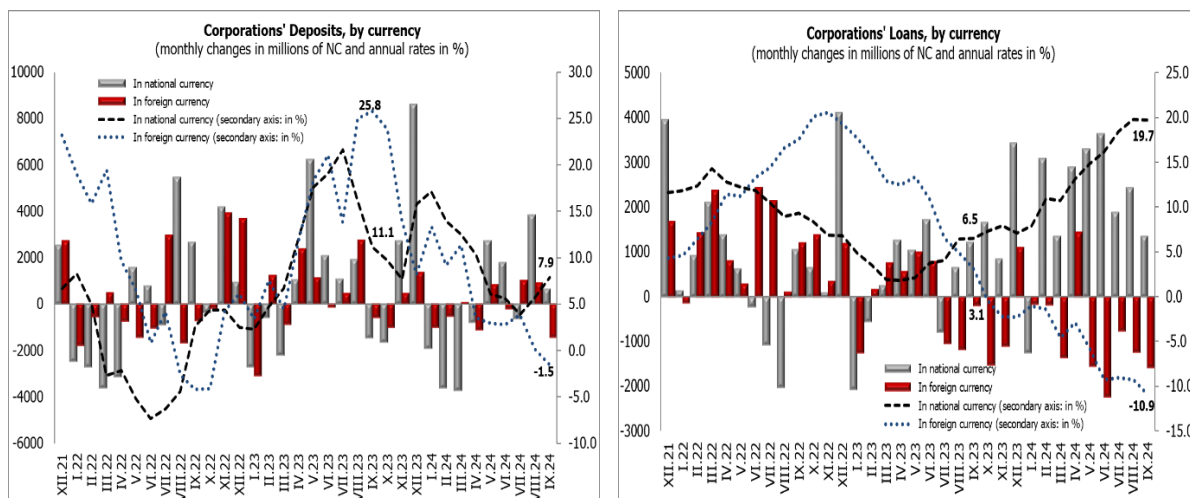 Corporations' Deposits, by currency
(monthly changes in millions of NC and annual rates in %)
10000
8000
6000
4000
2000
0
-2000
-4000
-6000
In national currency
In foreign currency
In national currency (secondary axis: in %)
In foreign currency (secondary axis: in %)
25,8
11.1
7.9
-1.5
30.0
25.0
20.0
15.0
10.0
5.0
0.0
-5.0
-10.0
XII.21
I.22
II.22
III.22
IV.22
V.22
VI.22
VII.22
VIII.22
IX.22
X.22
XI.22
XII.22
I.23
II.23
III.23
IV.23
V.23
VI.23
VII.23
VIII.23
IX.23
X.23
XI.23
XII.23
I.24
II.24
III.24
IV.24
V.24
VI.24
VII.24
VIII.24
IX.24
Corporations' Loans, by currency
(monthly changes in millions of NC and annual rates in %)
5000
4000
3000
2000
1000
0
-1000
-2000
-3000
19.7
6.5
3.1
-10.9
In national currency
In foreign currency
In national currency (secondary axis: in %)
In foreign currency (secondary axis: in %)
25.0
20.0
15.0
10.0
5.0
0.0
-5.0
-10.0
-15.0
XII.21
I.22
II.22
III.22
IV.22
V.22
VI.22
VII.22
VIII.22
IX.22
X.22
XI.22
XII.22
I.23
II.23
III.23
IV.23
V.23
VI.23
VII.23
VIII.23
IX.23
X.23
XI.23
XII.23
I.24
II.24
III.24
IV.24
V.24
VI.24
VII.24
VIII.24
IX.24